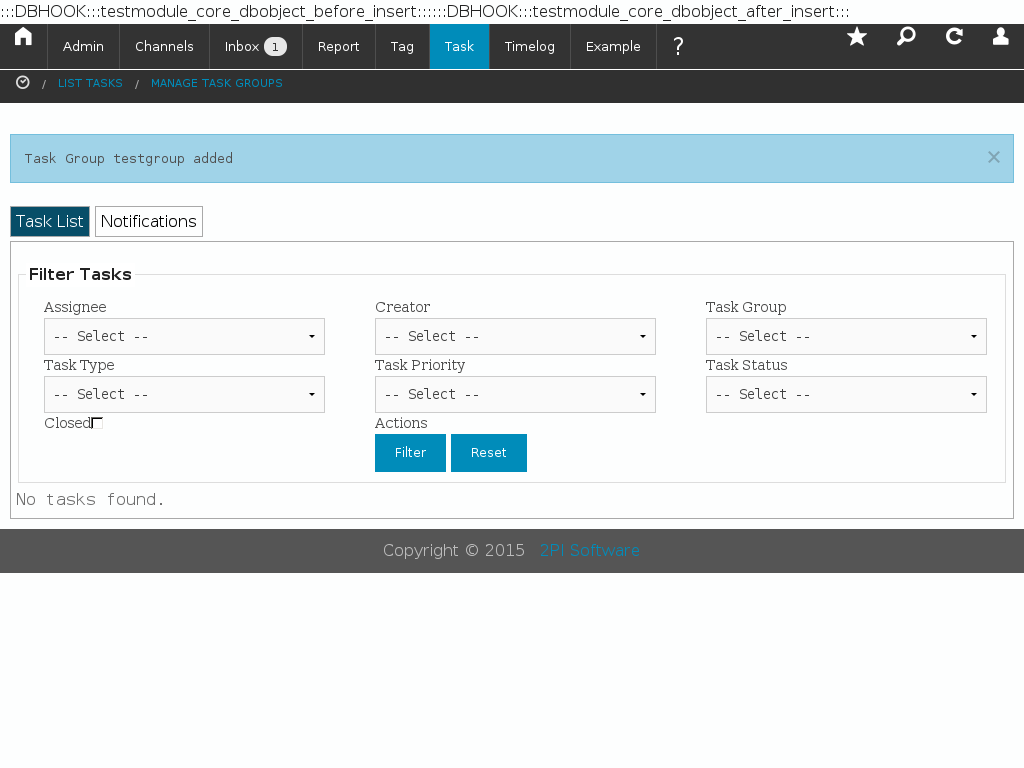 :::DBHOOK:::testmodule_core_dbobject_before_insert::::::DBHOOK:::testmodule_core_dbobject_after_insert:::
Admin Channels Inbox 1 Report Tag Task Timelog Example ?
/ LIST TASKS / MANAGE TASK GROUPS
Task Group testgroup added ×
Task List Notifications
Filter Tasks
Assignee Creator Task Group
-- Select -- -- Select -- -- Select --
Task Type Task Priority Task Status
-- Select -- -- Select -- -- Select --
Closed Actions
Filter Reset
No tasks found.
Copyright © 2015 2PI Software